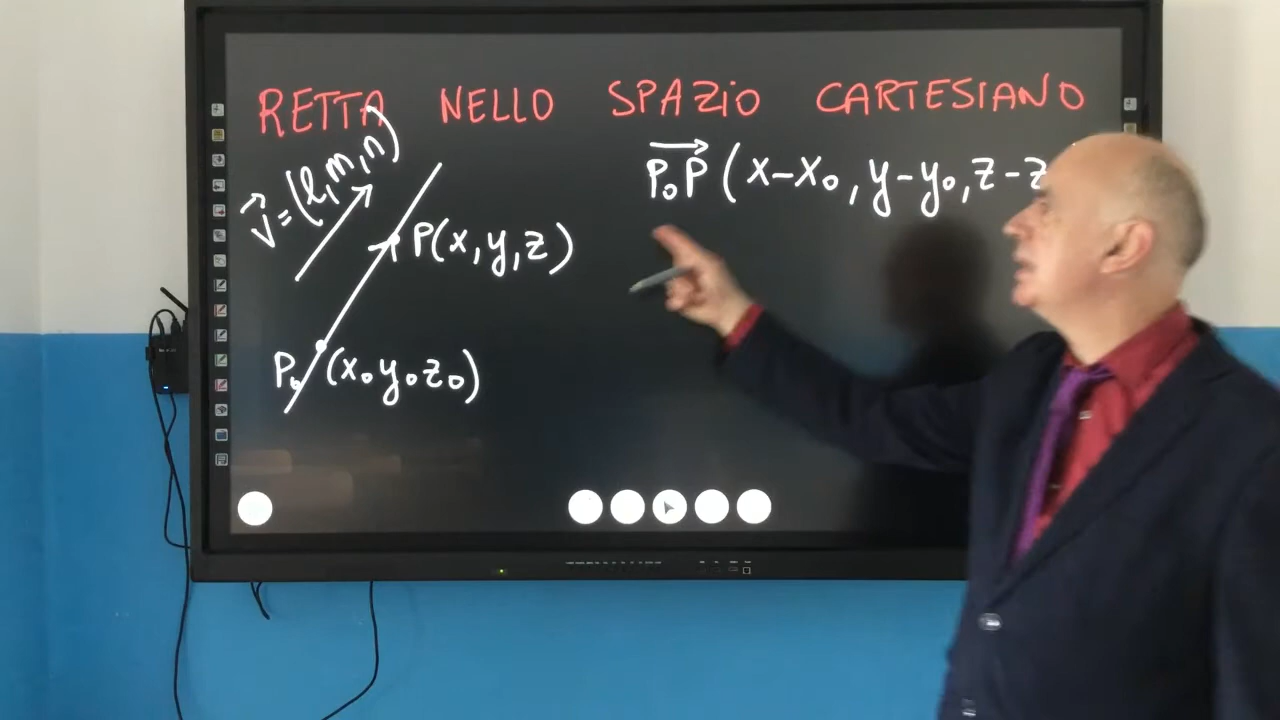 RETTA NELLO SPAZIO CARTESIANO
v⃗ = (l, m, n)
P(x, y, z)
P₀ (x₀ y₀ z₀)
P₀P⃗ (x-x₀, y-y₀, z-z